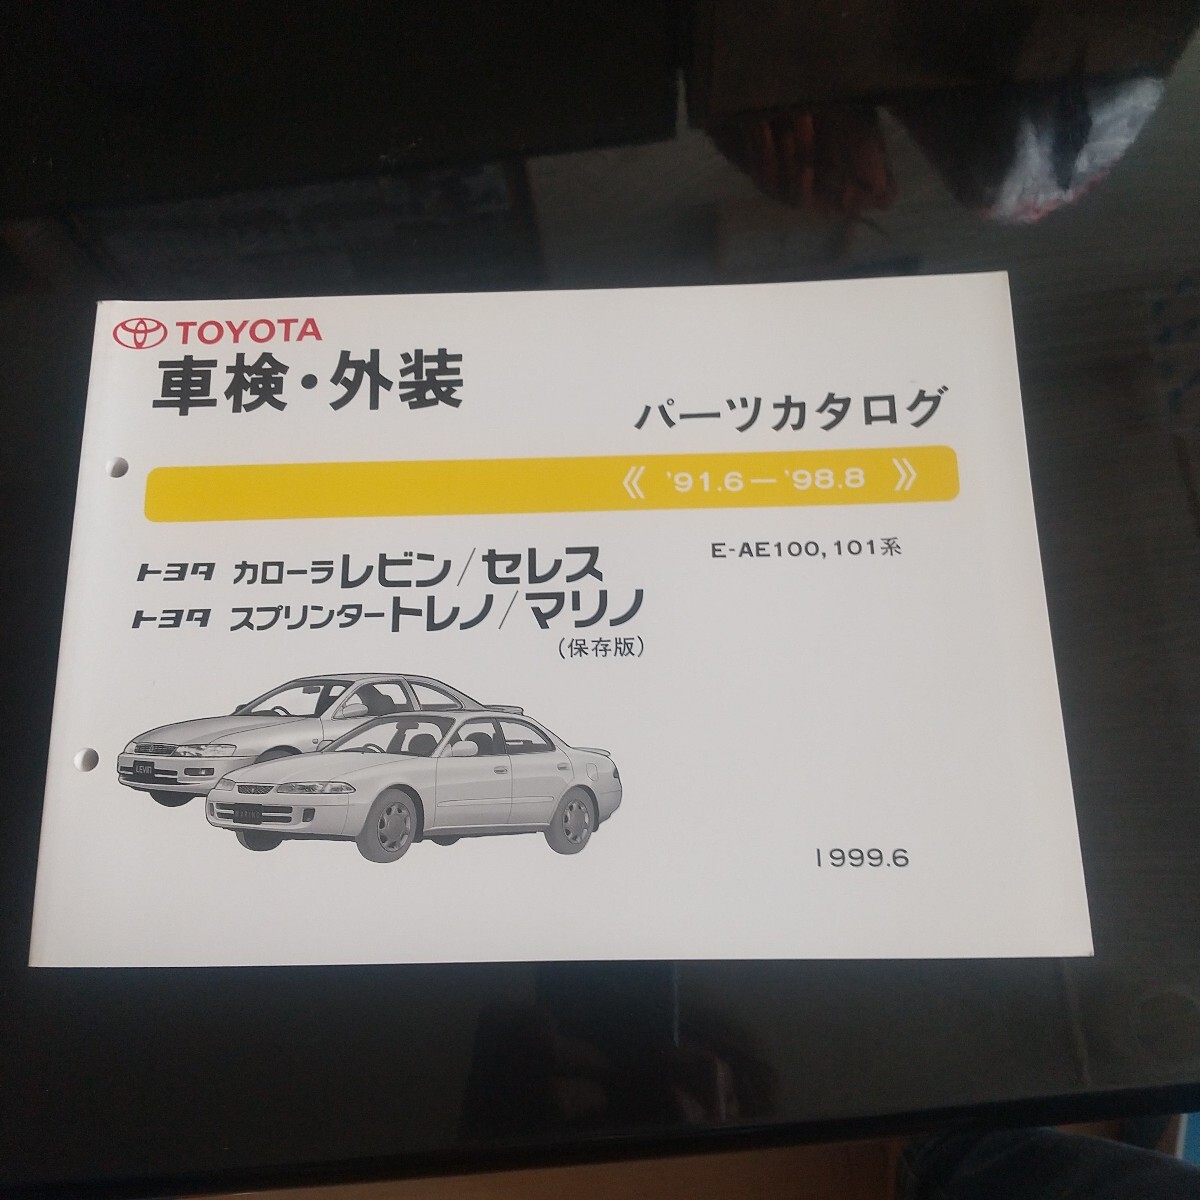 TOYOTA
車検・外装
パーツカタログ
《 '91.6－'98.8 》
トヨタ カローラレビン/セレス
E-AE100,101系
トヨタ スプリンタートレノ/マリノ
(保存版)
LEVIN
MARINO
1999.6